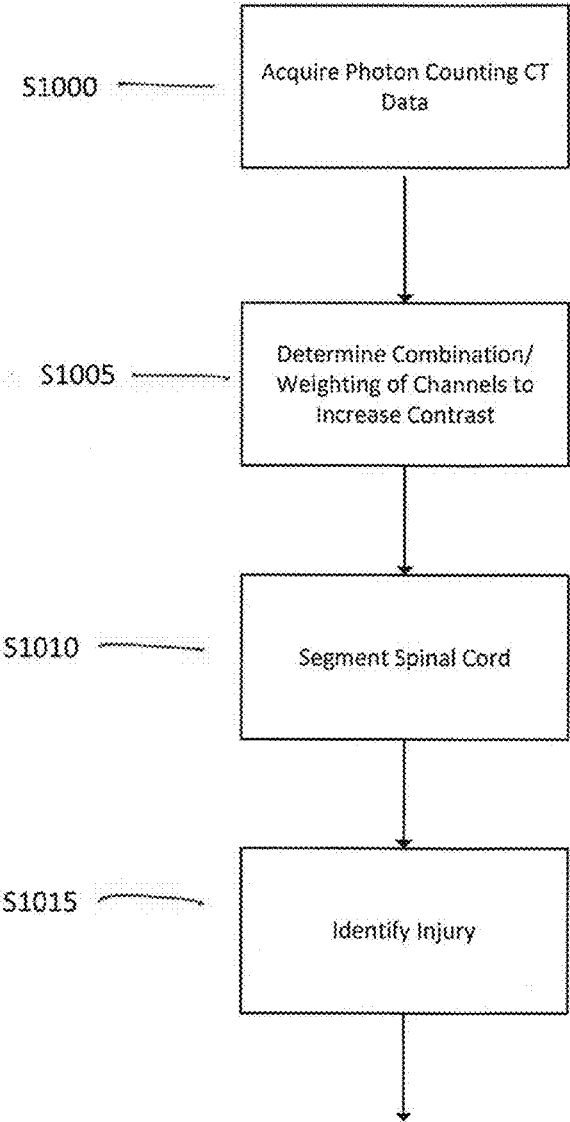 S1000
Acquire Photon Counting CT
Data
S1005
Determine Combination/
Weighting of Channels to
Increase Contrast
S1010
Segment Spinal Cord
S1015
Identify Injury